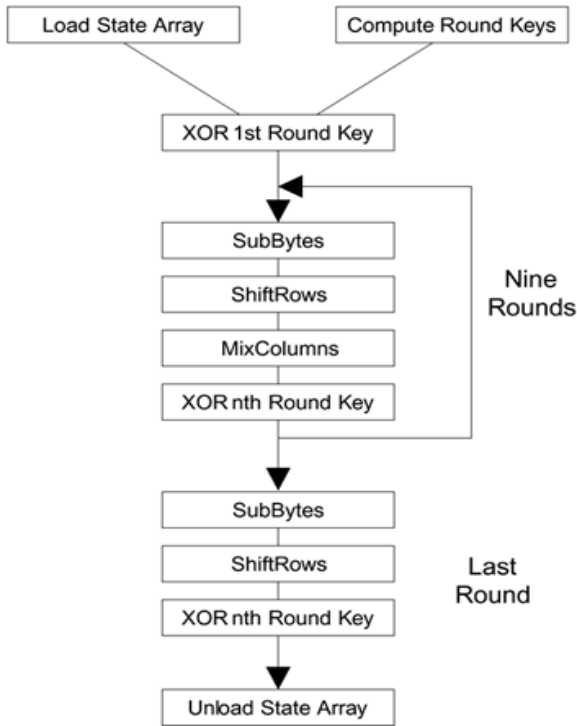 Load State Array
Compute Round Keys
XOR 1st Round Key
SubBytes
ShiftRows
MixColumns
XOR nth Round Key
Nine
Rounds
SubBytes
ShiftRows
XOR nth Round Key
Last
Round
Unload State Array